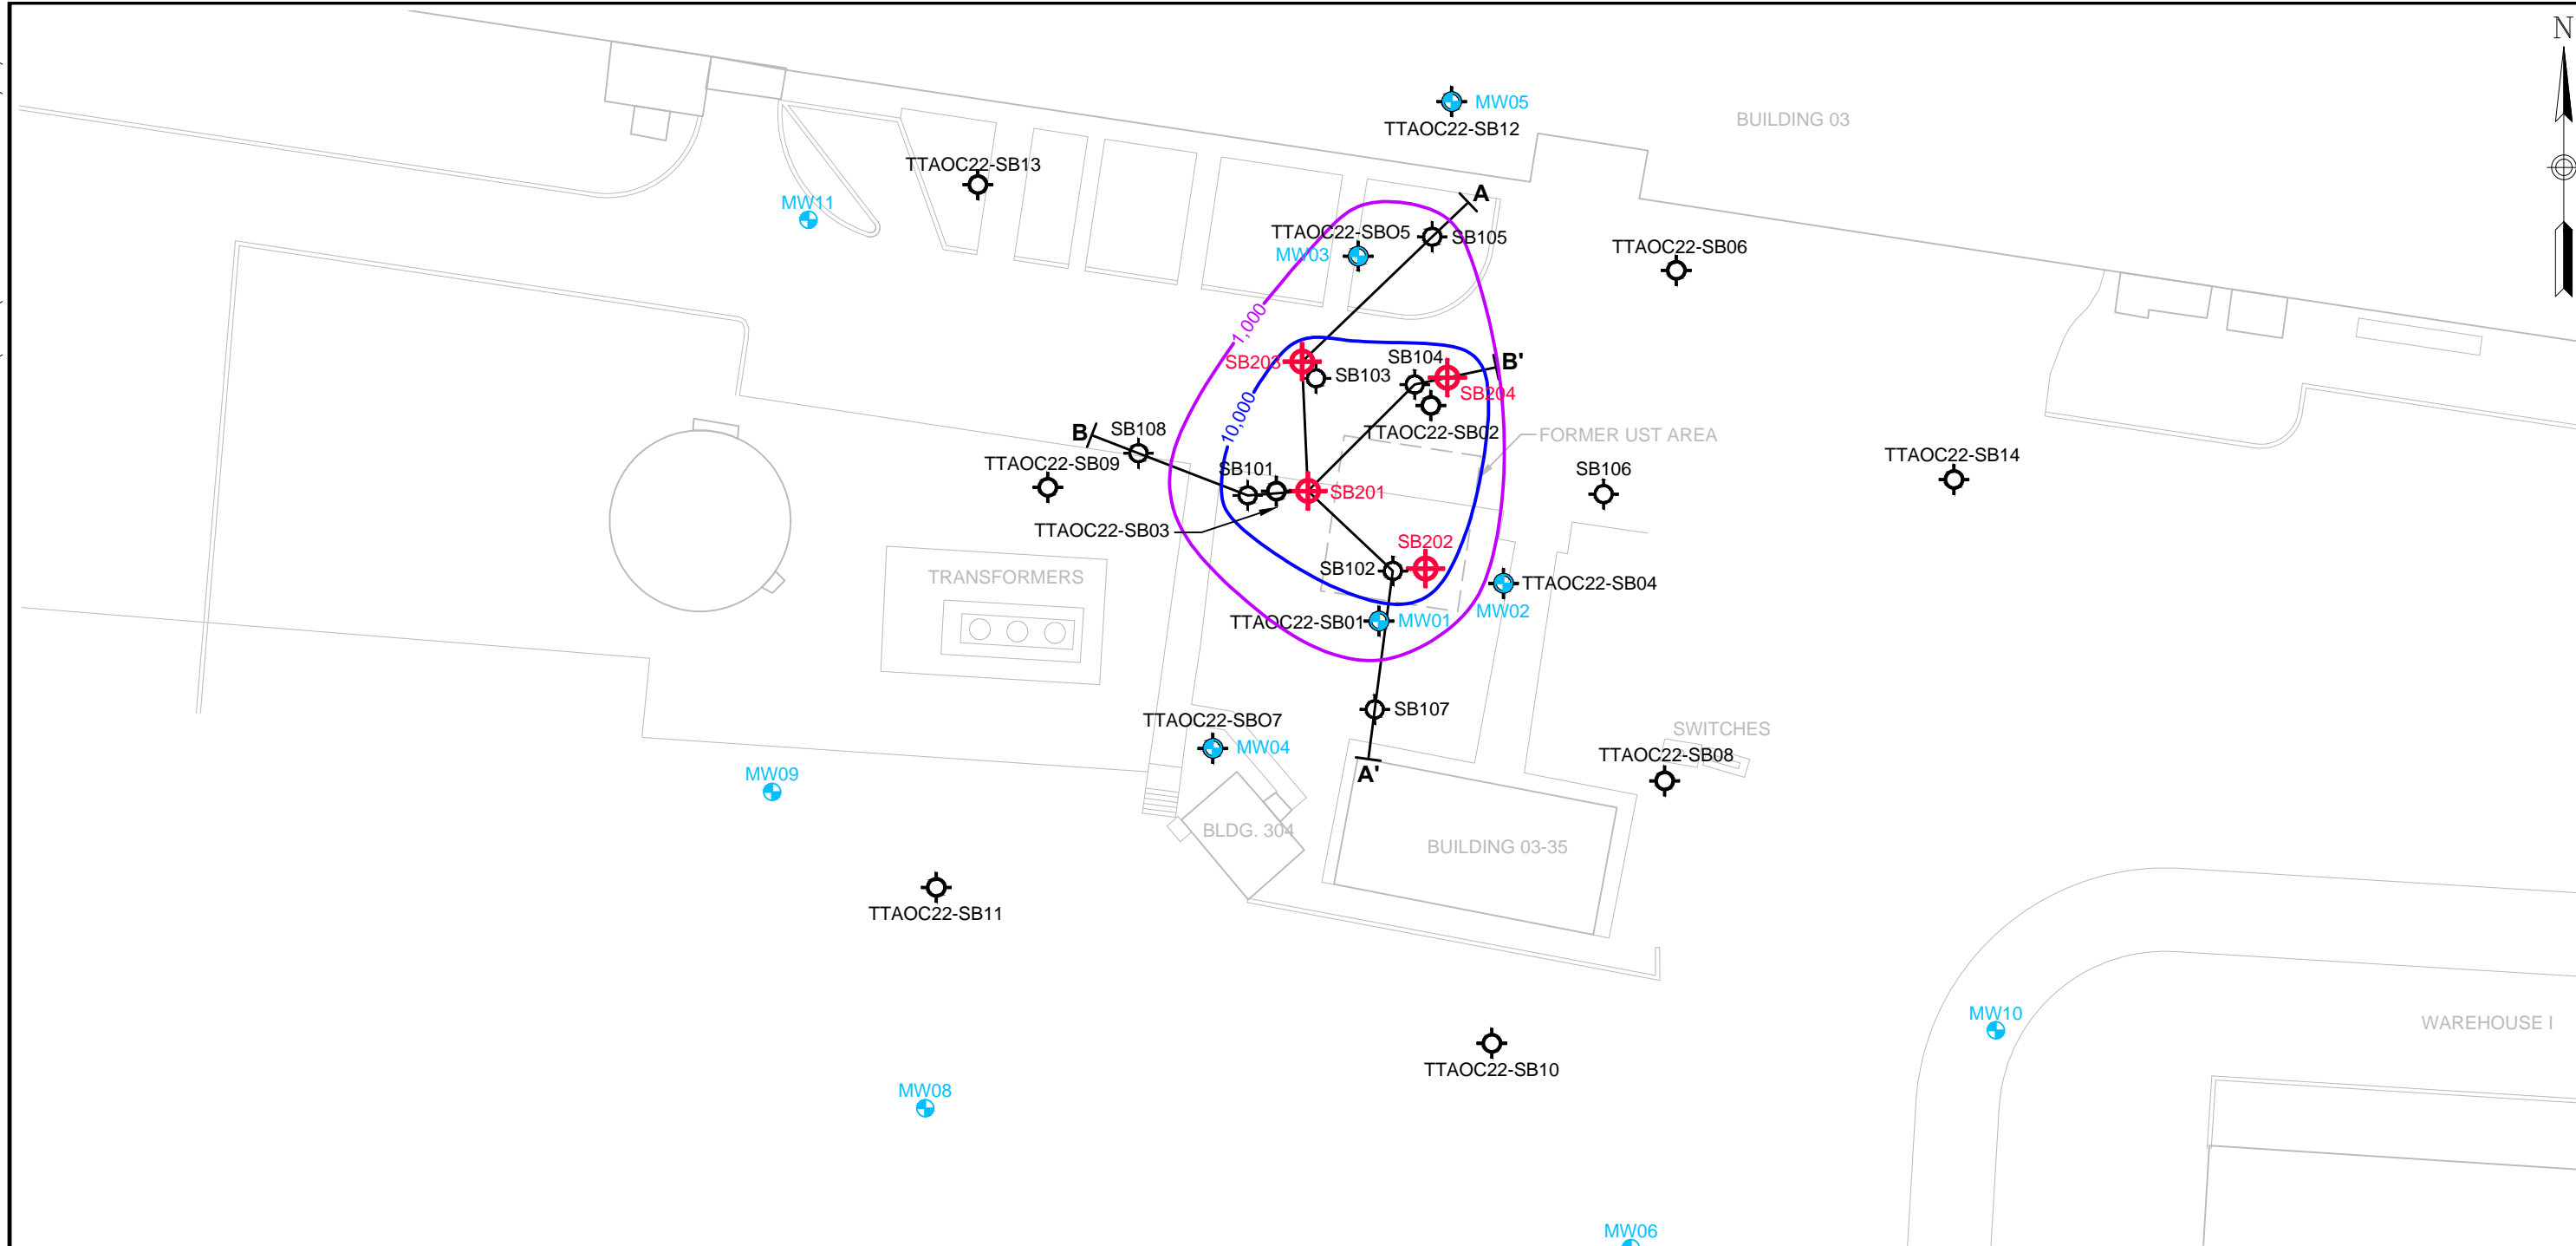 N
MW05
TTAOC22-SB12
BUILDING 03
TTAOC22-SB13
MW11
A
TTAOC22-SBO5
MW03
SB105
TTAOC22-SB06
1,000
SB203
SB103
SB104
B'
SB204
10,000
TTAOC22-SB02
FORMER UST AREA
B
SB108
TTAOC22-SB09
SB101
SB201
SB106
TTAOC22-SB14
TTAOC22-SB03
SB202
SB102
TRANSFORMERS
TTAOC22-SB04
MW02
TTAOC22-SB01
MW01
SB107
TTAOC22-SBO7
MW04
SWITCHES
TTAOC22-SB08
MW09
A'
BLDG. 304
BUILDING 03-35
TTAOC22-SB11
MW10
WAREHOUSE I
TTAOC22-SB10
MW08
MW06